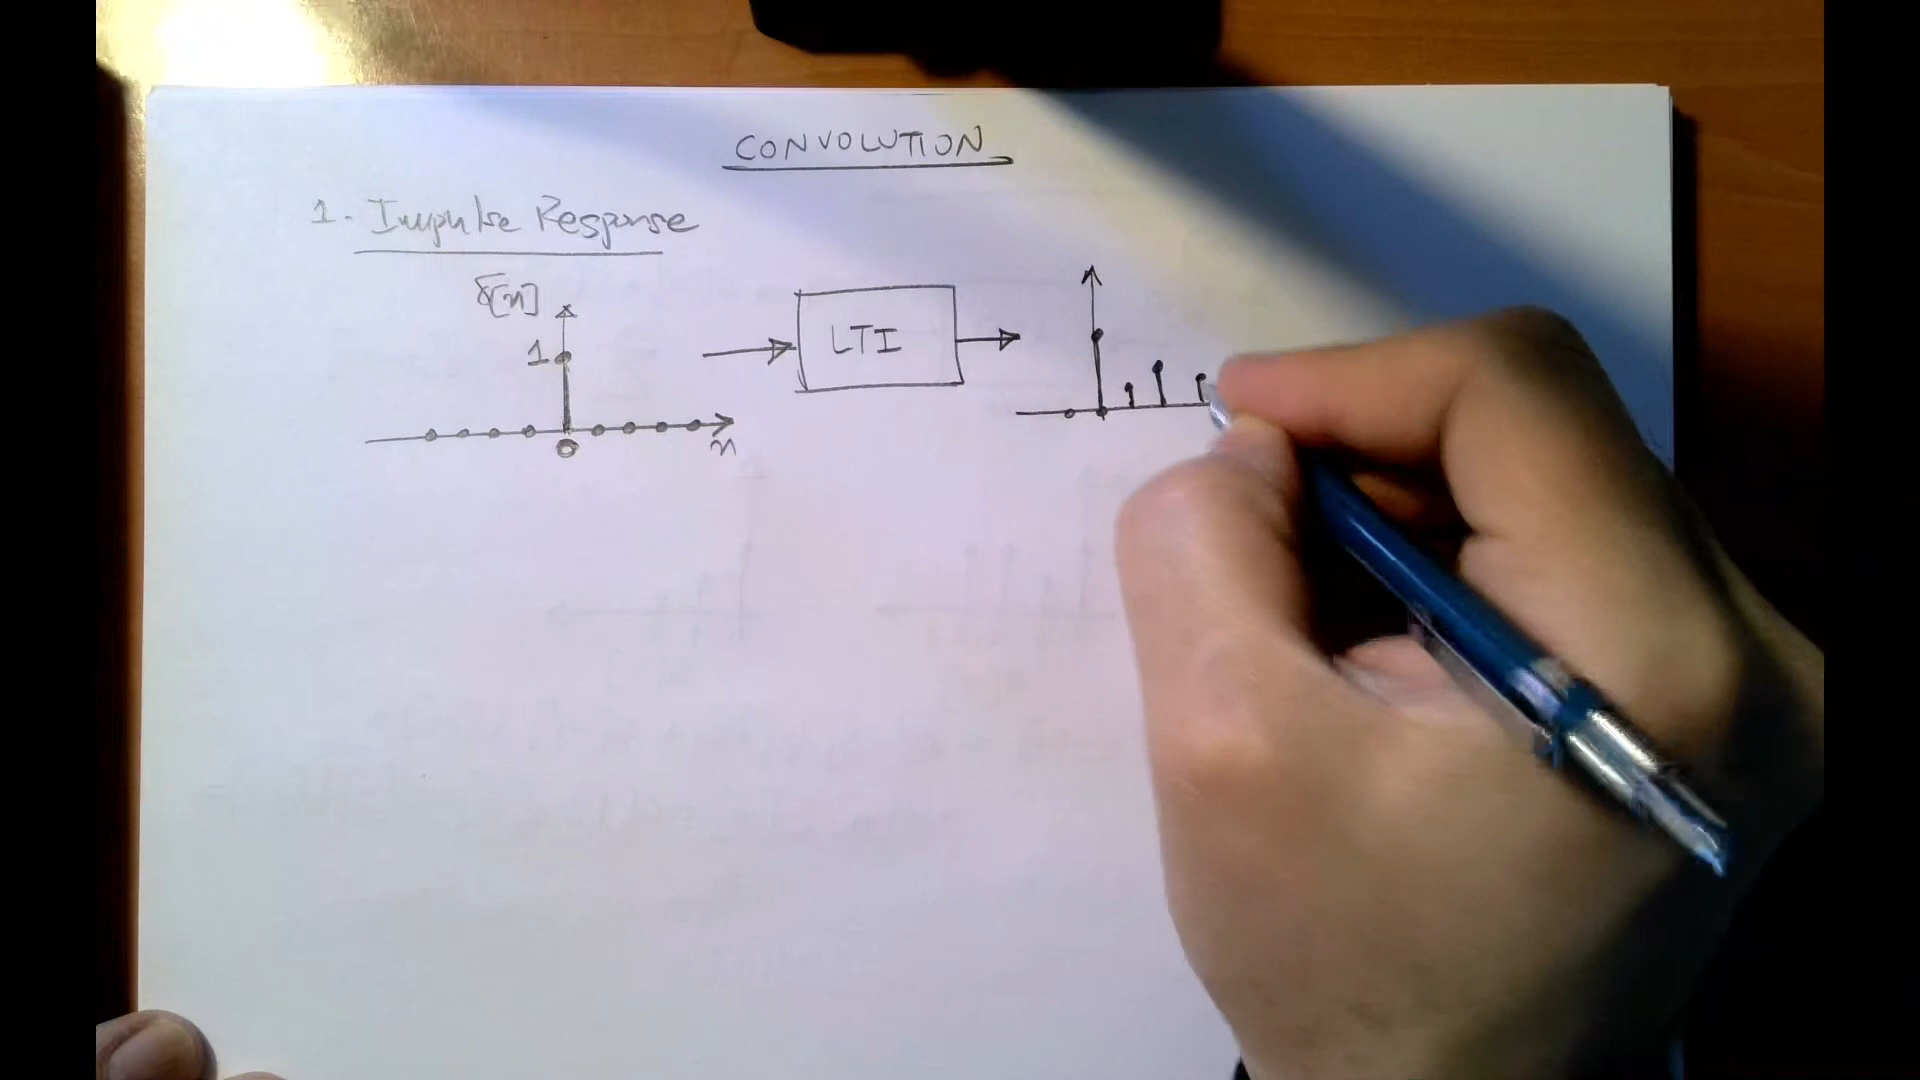 CONVOLUTION
1. Impulse Response
δ[n]
1
LTI
0
n